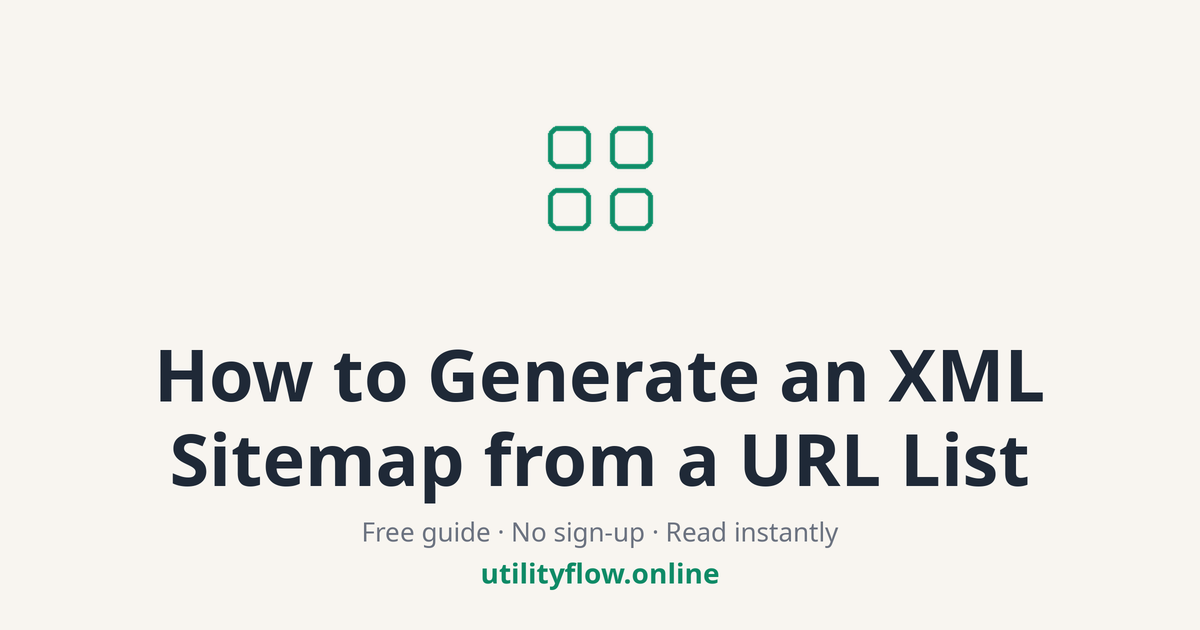 How to Generate an XML
Sitemap from a URL List
Free guide · No sign-up · Read instantly
utilityflow.online